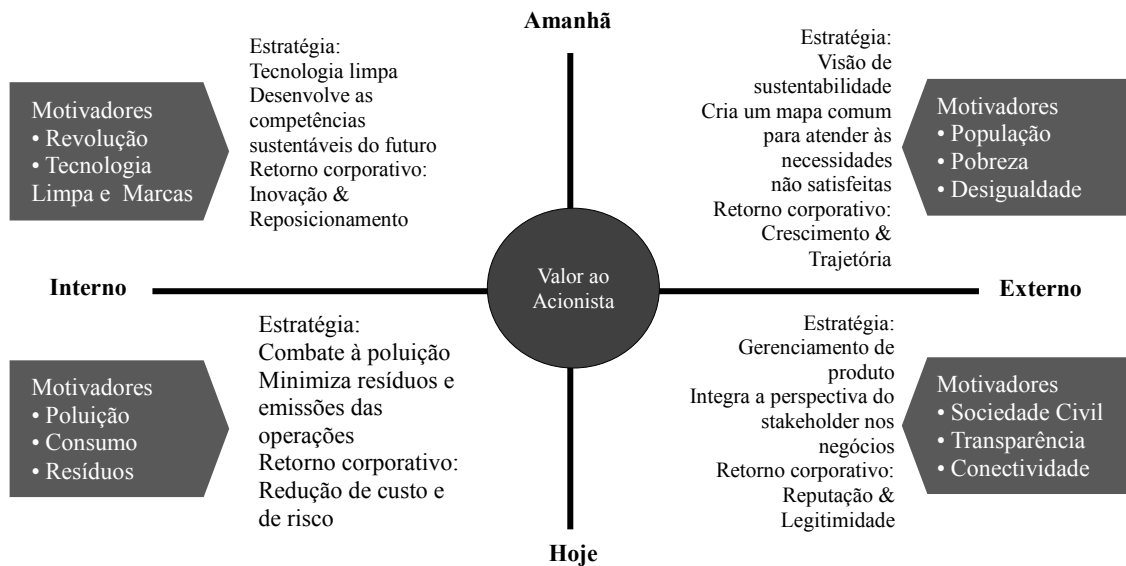 Amanhã
Motivadores
• Revolução
• Tecnologia
Limpa e Marcas
Estratégia:
Tecnologia limpa
Desenvolve as
competências
sustentáveis do futuro
Retorno corporativo:
Inovação &
Reposicionamento
Estratégia:
Visão de
sustentabilidade
Cria um mapa comum
para atender às
necessidades
não satisfeitas
Retorno corporativo:
Crescimento &
Trajetória
Motivadores
• População
• Pobreza
• Desigualdade
Interno
Valor ao
Acionista
Externo
Motivadores
• Poluição
• Consumo
• Resíduos
Estratégia:
Combate à poluição
Minimiza resíduos e
emissões das
operações
Retorno corporativo:
Redução de custo e
de risco
Estratégia:
Gerenciamento de
produto
Integra a perspectiva do
stakeholder nos
negócios
Retorno corporativo:
Reputação &
Legitimidade
Motivadores
• Sociedade Civil
• Transparência
• Conectividade
Hoje